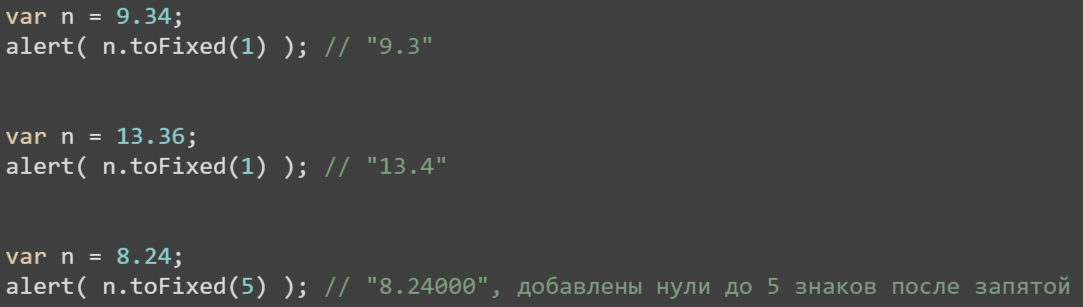 var n = 9.34;
alert( n.toFixed(1) ); // "9.3"
var n = 13.36;
alert( n.toFixed(1) ); // "13.4"
var n = 8.24;
alert( n.toFixed(5) ); // "8.24000", добавлены нули до 5 знаков после запятой